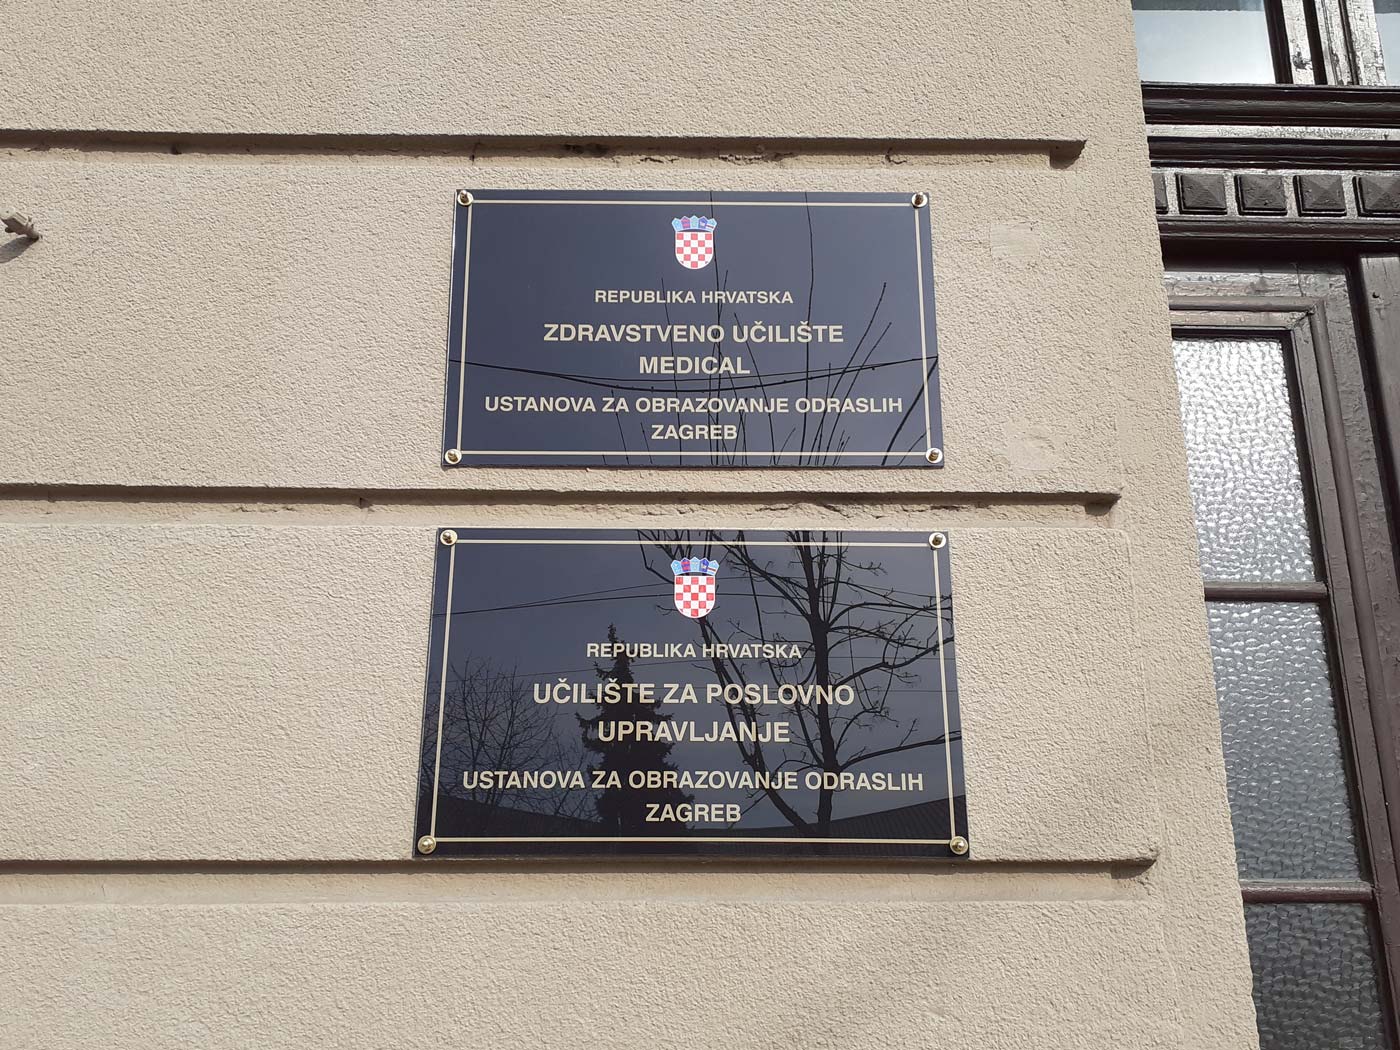 REPUBLIKA HRVATSKA
ZDRAVSTVENO UČILIŠTE
MEDICAL
USTANOVA ZA OBRAZOVANJE ODRASLIH
ZAGREB
REPUBLIKA HRVATSKA
UČILIŠTE ZA POSLOVNO
UPRAVLJANJE
USTANOVA ZA OBRAZOVANJE ODRASLIH
ZAGREB